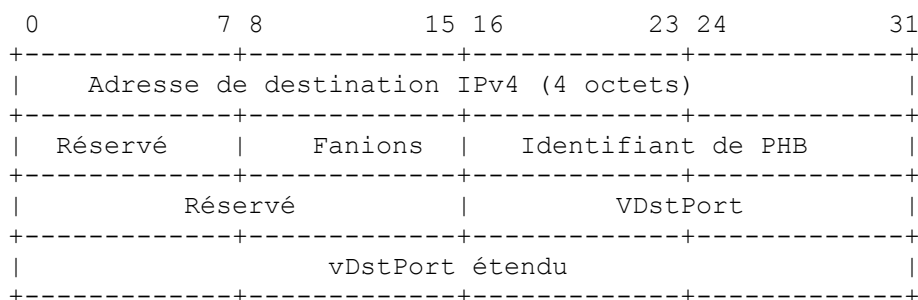 0 7 8 15 16 23 24 31
+-------------+-------------+-------------+-------------+
| Adresse de destination IPv4 (4 octets) |
+-------------+-------------+-------------+-------------+
| Réservé | Fanions | Identifiant de PHB |
+-------------+-------------+-------------+-------------+
| Réservé | VDstPort |
+-------------+-------------+-------------+-------------+
| vDstPort étendu |
+-------------+-------------+-------------+-------------+